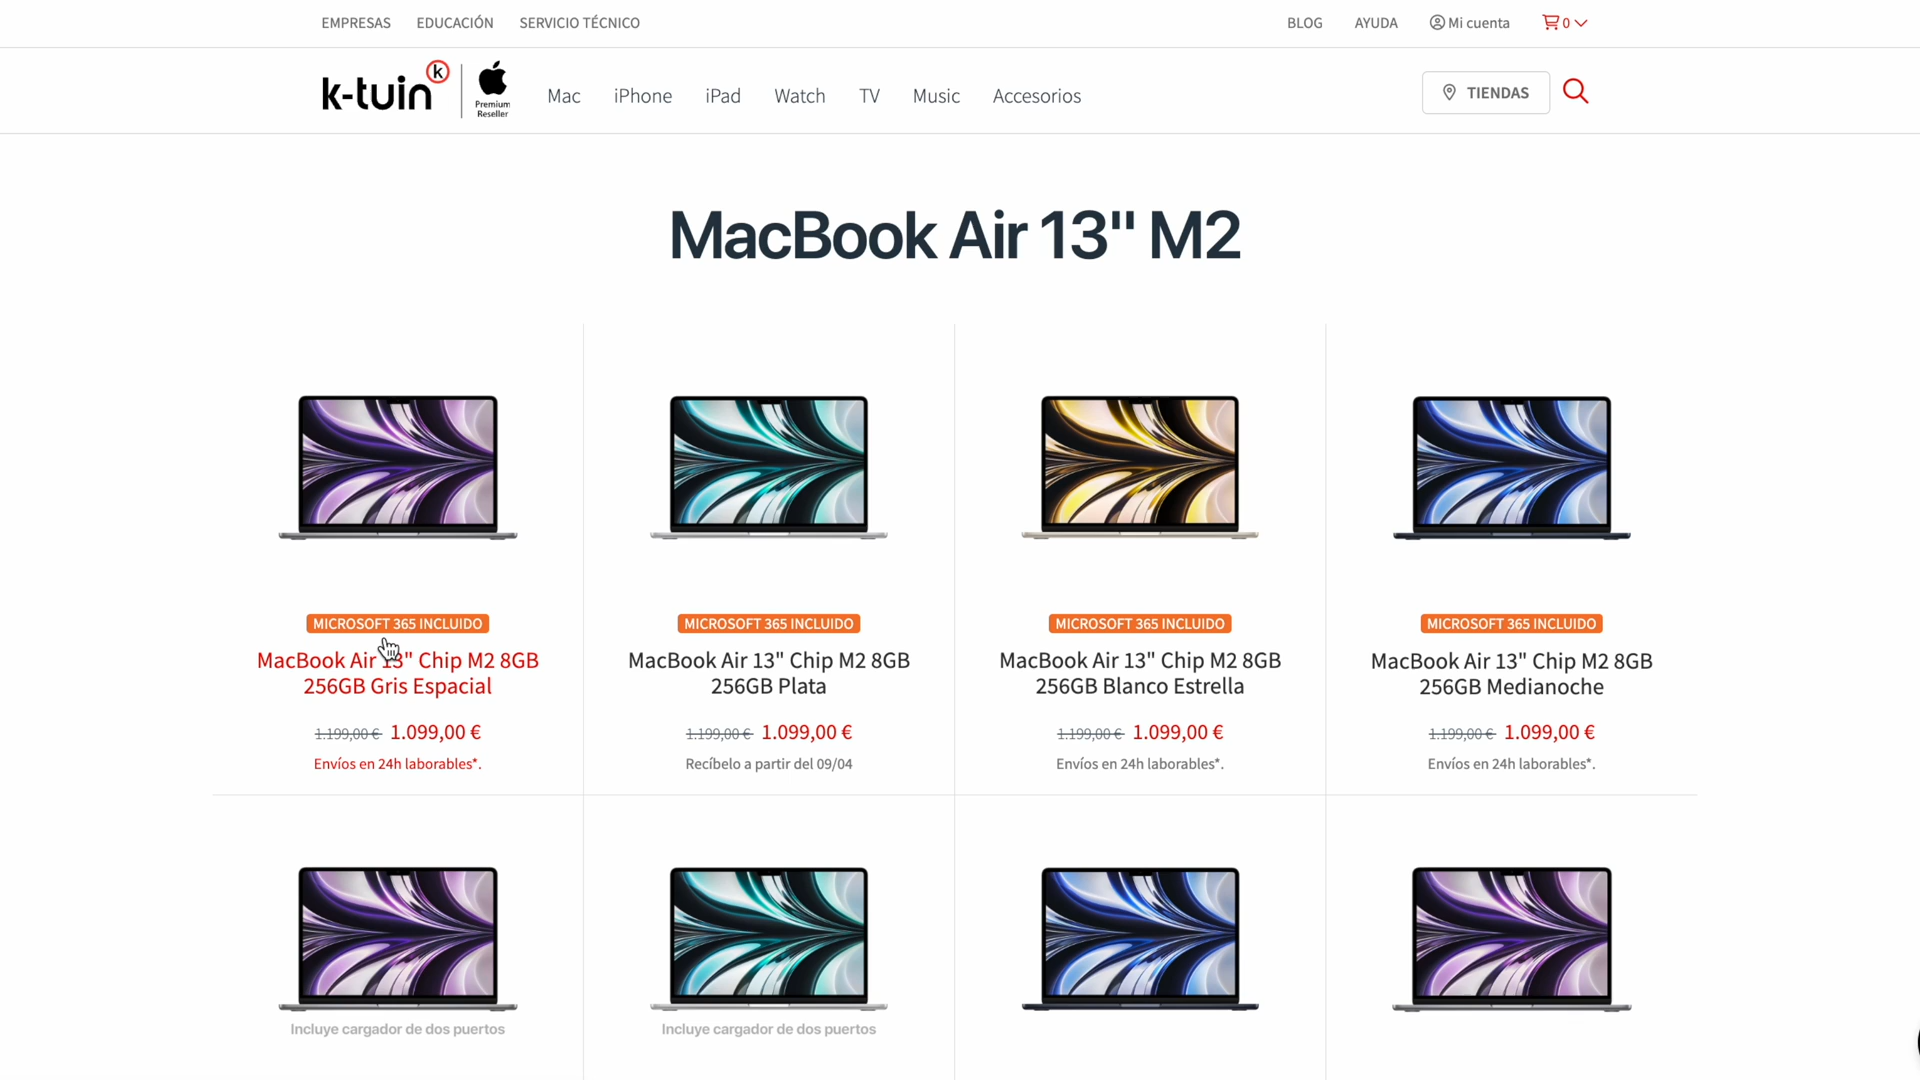 EMPRESAS EDUCACIÓN SERVICIO TÉCNICO BLOG AYUDA Mi cuenta 0
k-tuin k Premium Reseller Mac iPhone iPad Watch TV Music Accesorios TIENDAS
MacBook Air 13" M2
MICROSOFT 365 INCLUIDO
MacBook Air 13" Chip M2 8GB
256GB Gris Espacial
1.199,00 € 1.099,00 €
Envíos en 24h laborables*.
MICROSOFT 365 INCLUIDO
MacBook Air 13" Chip M2 8GB
256GB Plata
1.199,00 € 1.099,00 €
Recíbelo a partir del 09/04
MICROSOFT 365 INCLUIDO
MacBook Air 13" Chip M2 8GB
256GB Blanco Estrella
1.199,00 € 1.099,00 €
Envíos en 24h laborables*.
MICROSOFT 365 INCLUIDO
MacBook Air 13" Chip M2 8GB
256GB Medianoche
1.199,00 € 1.099,00 €
Envíos en 24h laborables*.
Incluye cargador de dos puertos
Incluye cargador de dos puertos